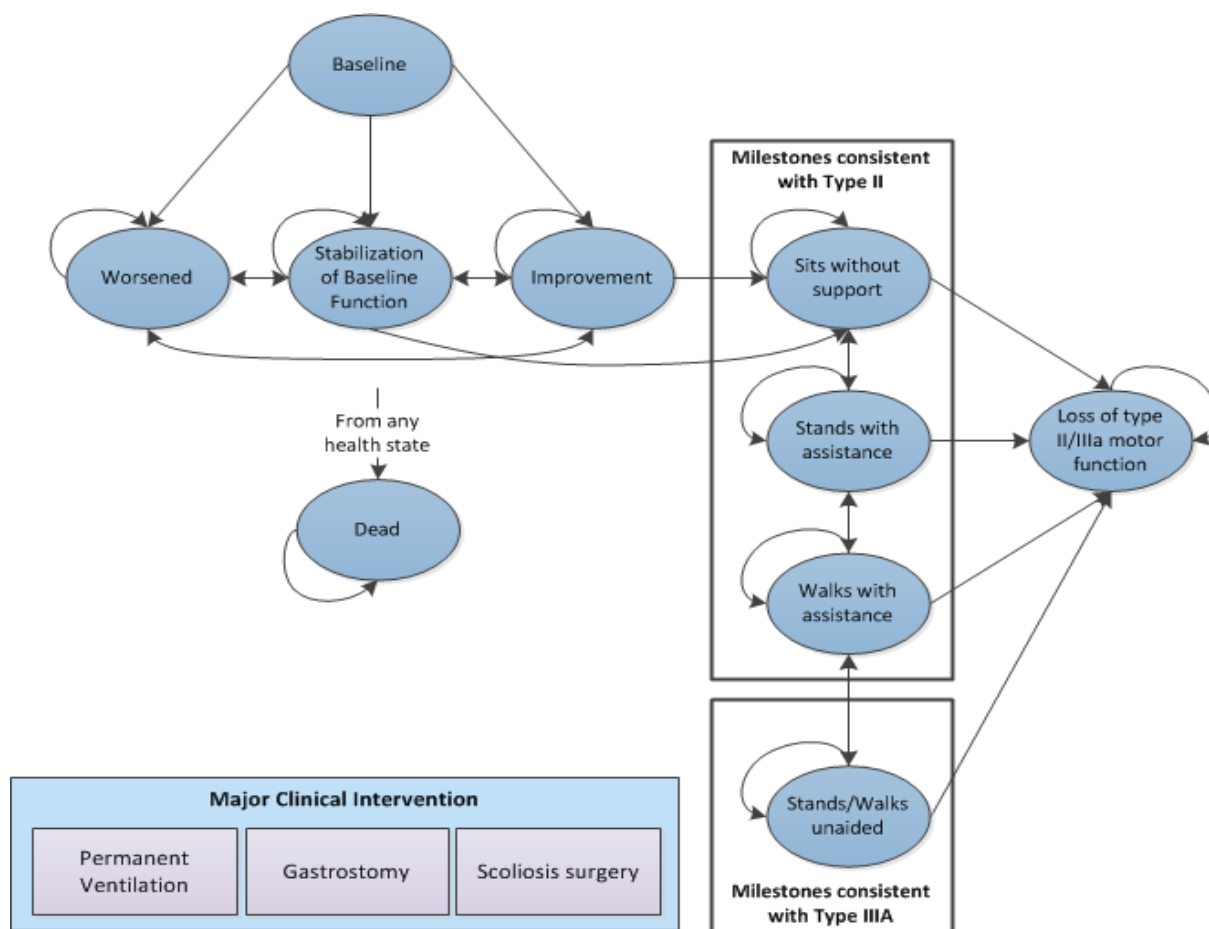 Baseline
Milestones consistent
with Type II
Worsened
Stabilization
of Baseline
Function
Improvement
Sits without
support
From any
health state
Stands with
assistance
Loss of type
II/IIIa motor
function
Dead
Walks with
assistance
Stands/Walks
unaided
Milestones consistent
with Type IIIA
Major Clinical Intervention
Permanent
Ventilation
Gastrostomy
Scoliosis surgery